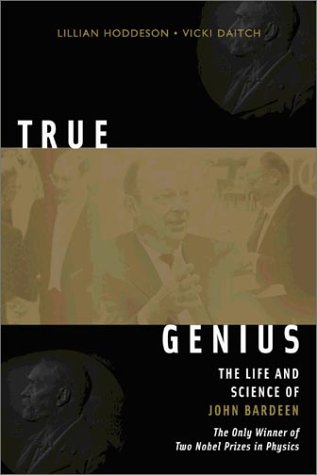 LILLIAN HODDESON • VICKI DAITCH
TRUE
GENIUS
THE LIFE AND
SCIENCE OF
JOHN BARDEEN
The Only Winner of
Two Nobel Prizes in Physics